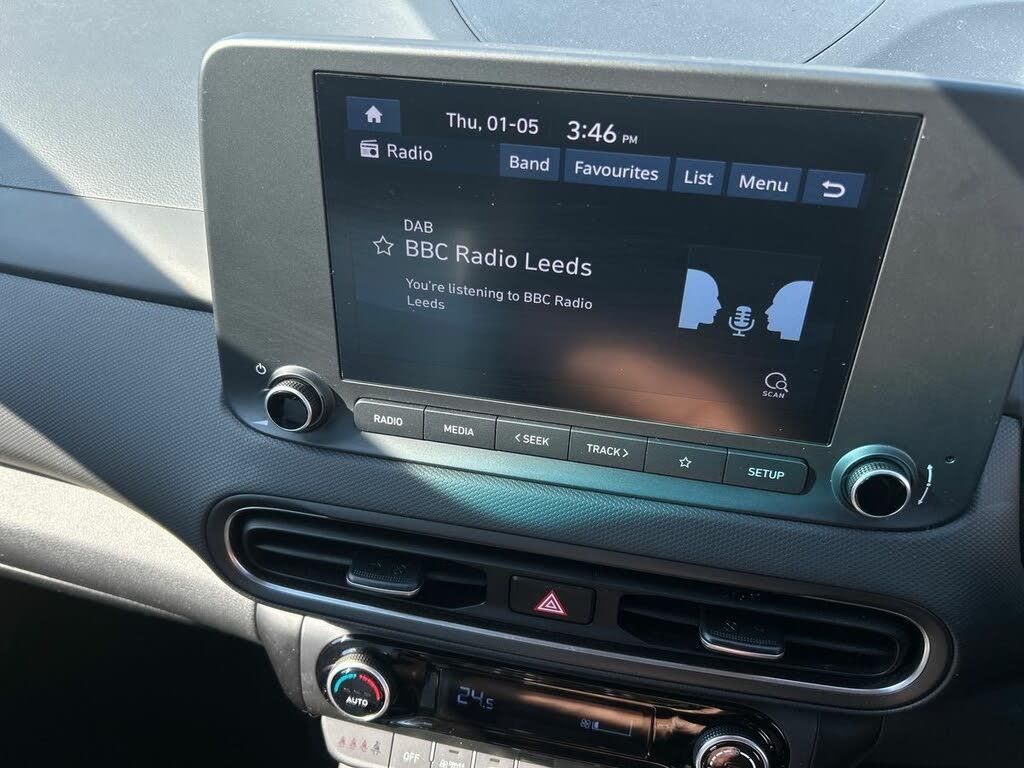 Thu, 01-05 3:46 PM
Radio Band Favourites List Menu
DAB
BBC Radio Leeds
You're listening to BBC Radio
Leeds
SCAN
RADIO MEDIA < SEEK TRACK > SETUP
AUTO
24.5
OFF